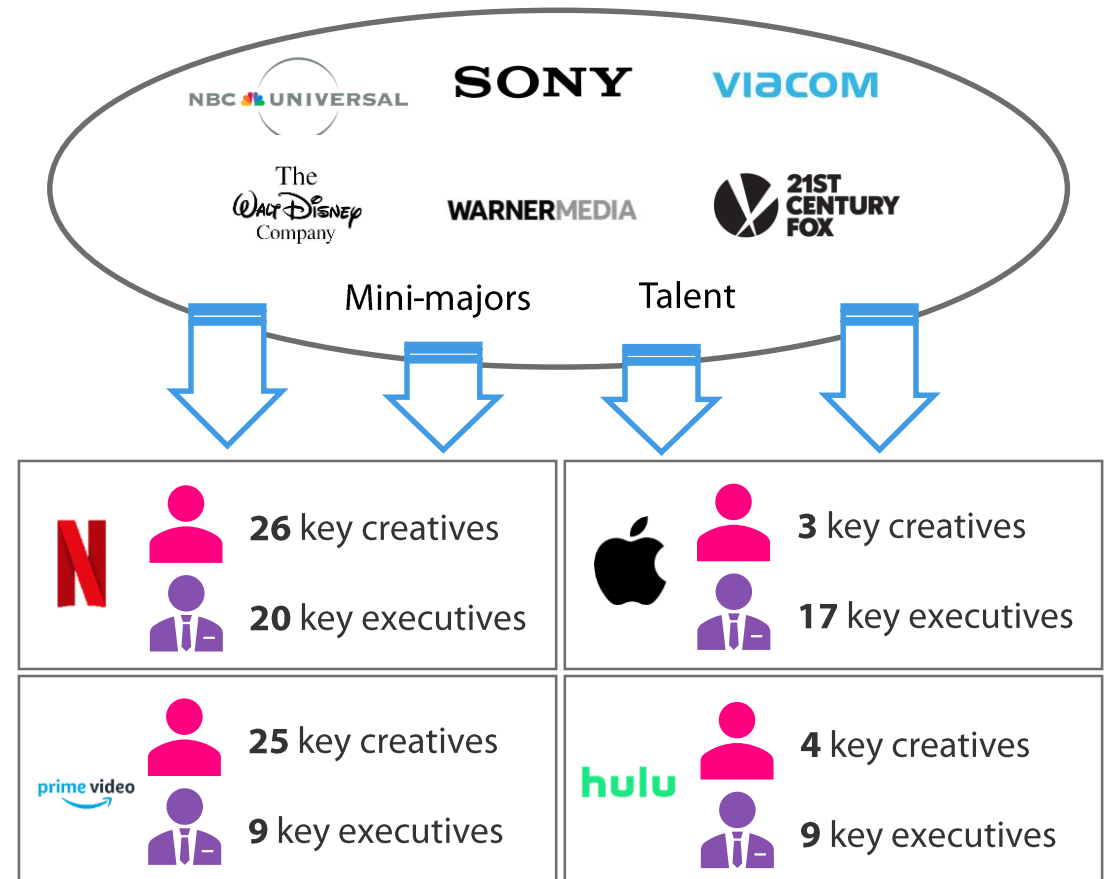 NBC UNIVERSAL
SONY
VIACOM
The
WALT DISNEY
Company
WARNERMEDIA
21ST
CENTURY
FOX
Mini-majors
Talent
26 key creatives
20 key executives
3 key creatives
17 key executives
prime video
25 key creatives
9 key executives
hulu
4 key creatives
9 key executives